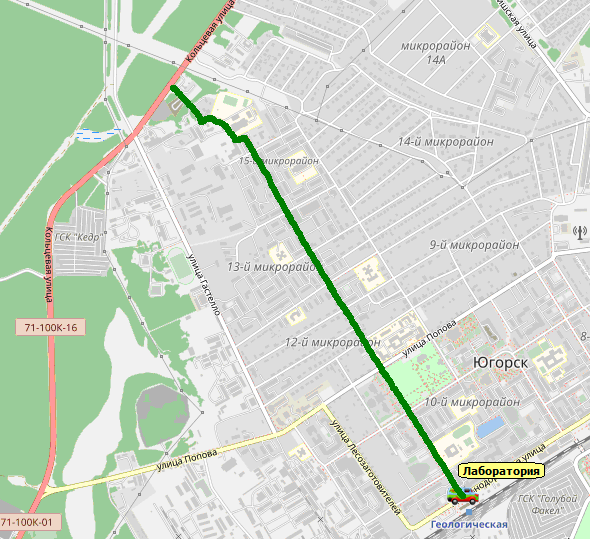 Кольцевая улица
микрорайон
14А
14-й микрорайон
15-й микрорайон
ГСК "Кедр"
9-й микрорайон
Кольцевая улица
улица Гастелло
13-й микрорайон
71-100К-16
улица Попова
12-й микрорайон
Югорск
10-й микрорайон
улица Попова
улица Лесозаготовителей
Лаборатория
улица
ГСК "Голубой
Факел"
71-100К-01
Геологическая